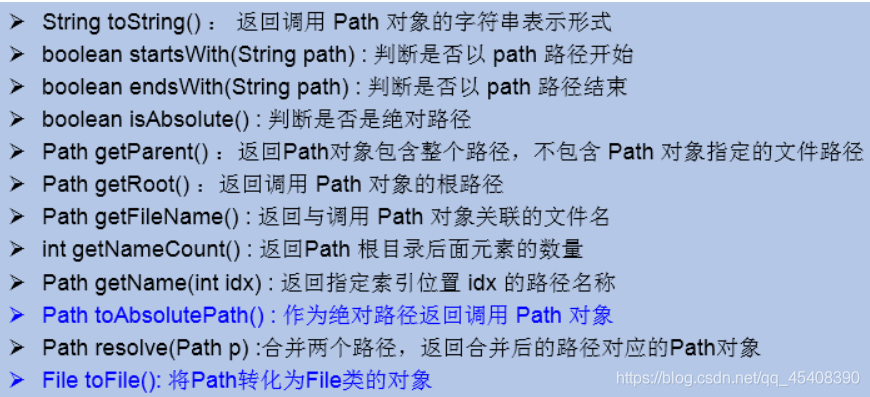 ➢ String toString() : 返回调用 Path 对象的字符串表示形式
➢ boolean startsWith(String path) : 判断是否以 path 路径开始
➢ boolean endsWith(String path) : 判断是否以 path 路径结束
➢ boolean isAbsolute() : 判断是否是绝对路径
➢ Path getParent() : 返回Path对象包含整个路径，不包含 Path 对象指定的文件路径
➢ Path getRoot() : 返回调用 Path 对象的根路径
➢ Path getFileName() : 返回与调用 Path 对象关联的文件名
➢ int getNameCount() : 返回Path 根目录后面元素的数量
➢ Path getName(int idx) : 返回指定索引位置 idx 的路径名称
➢ Path toAbsolutePath() : 作为绝对路径返回调用 Path 对象
➢ Path resolve(Path p) :合并两个路径，返回合并后的路径对应的Path对象
➢ File toFile(): 将Path转化为File类的对象
https://blog.csdn.net/qq_45408390